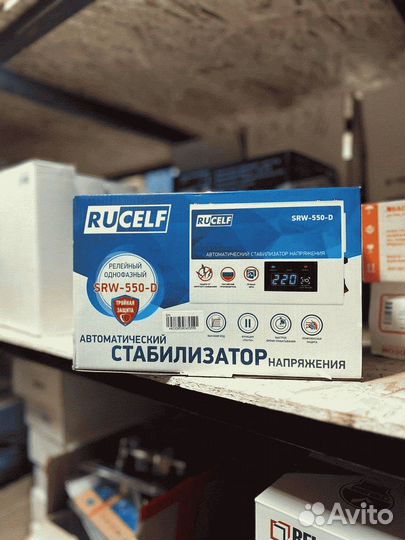 RUCELF
РЕЛЕЙНЫЙ
ОДНОФАЗНЫЙ
SRW-550-D
ТРОЙНАЯ
ЗАЩИТА
RUCELF
SRW-550-D
АВТОМАТИЧЕСКИЙ СТАБИЛИЗАТОР НАПРЯЖЕНИЯ
220
АВТОМАТИЧЕСКИЙ
СТАБИЛИЗАТОР
НАПРЯЖЕНИЯ
Avito